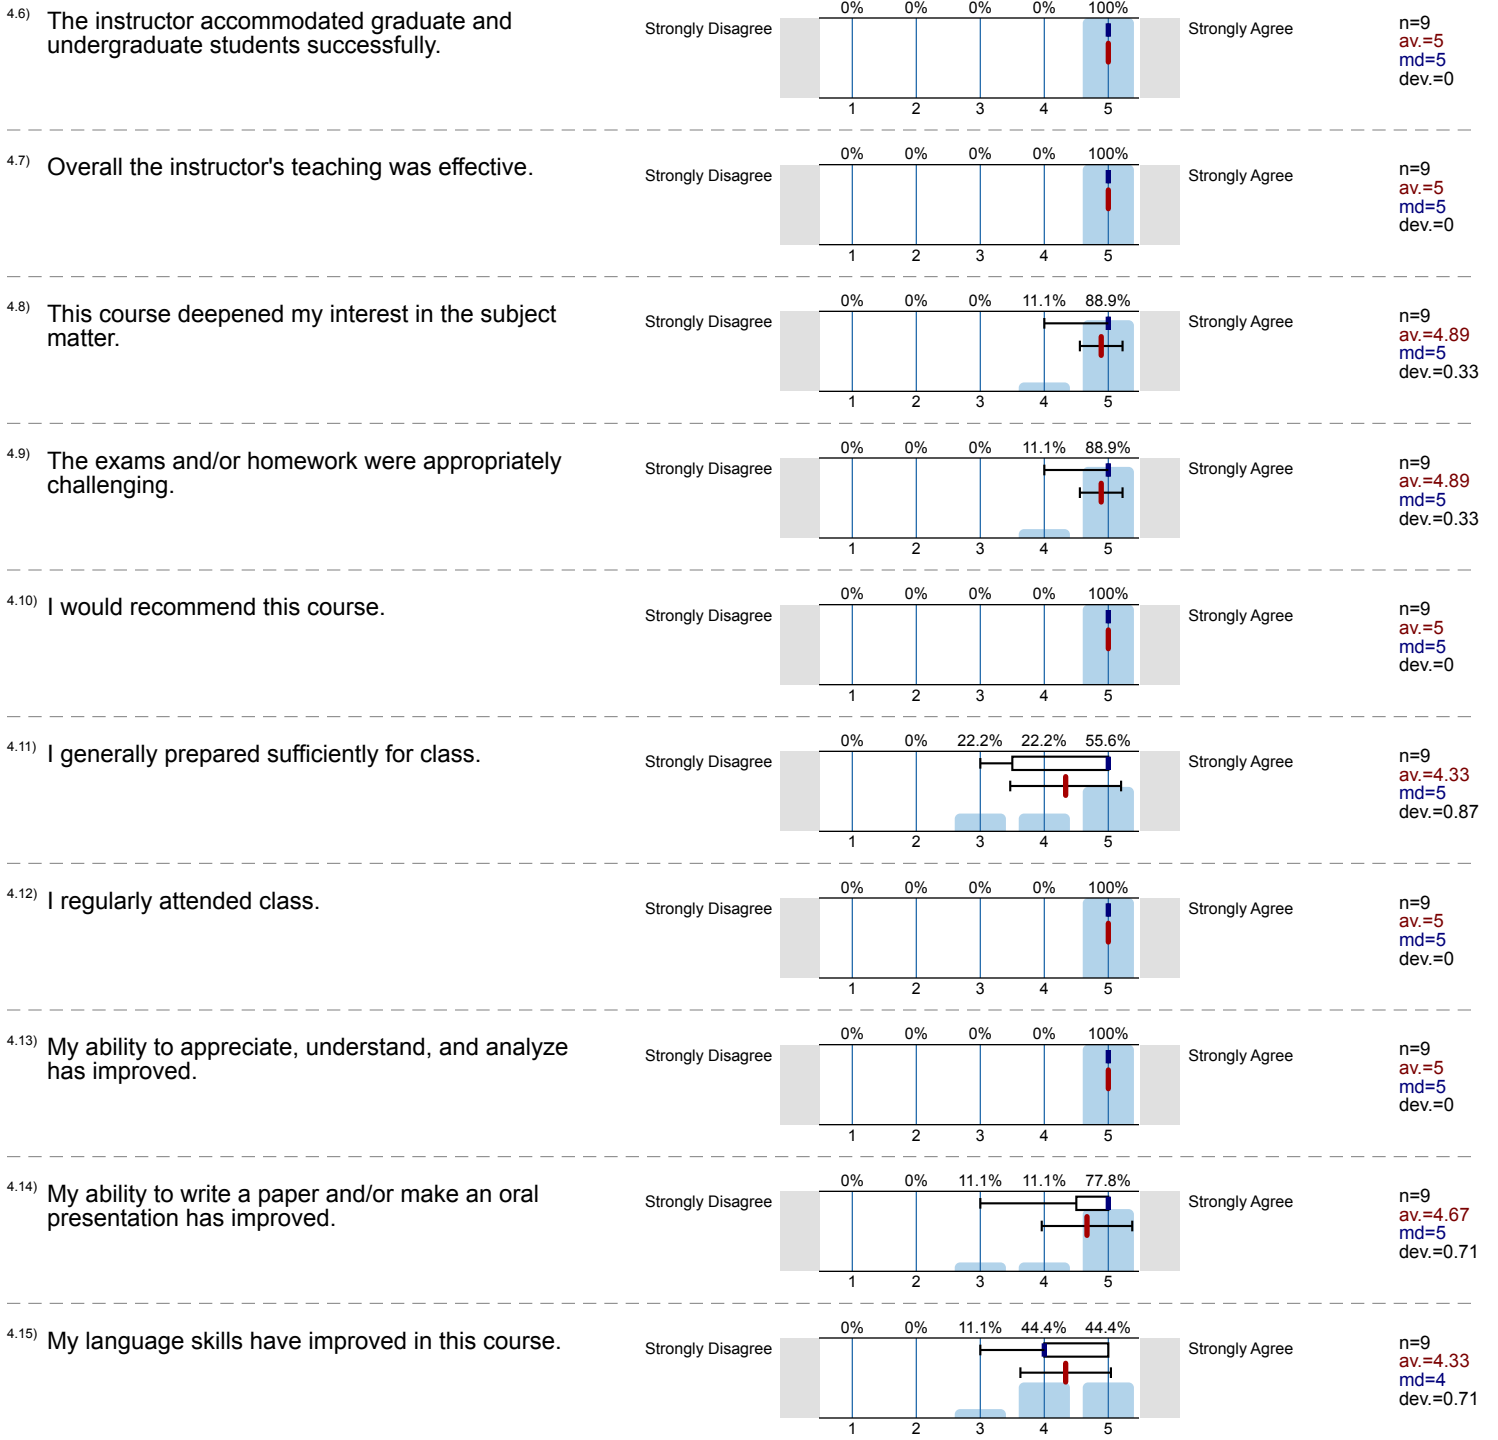 4.6) The instructor accommodated graduate and
undergraduate students successfully.
Strongly Disagree
0% 0% 0% 0% 100%
1 2 3 4 5
Strongly Agree
n=9
av.=5
md=5
dev.=0
4.7) Overall the instructor's teaching was effective.
Strongly Disagree
0% 0% 0% 0% 100%
1 2 3 4 5
Strongly Agree
n=9
av.=5
md=5
dev.=0
4.8) This course deepened my interest in the subject
matter.
Strongly Disagree
0% 0% 0% 11.1% 88.9%
1 2 3 4 5
Strongly Agree
n=9
av.=4.89
md=5
dev.=0.33
4.9) The exams and/or homework were appropriately
challenging.
Strongly Disagree
0% 0% 0% 11.1% 88.9%
1 2 3 4 5
Strongly Agree
n=9
av.=4.89
md=5
dev.=0.33
4.10) I would recommend this course.
Strongly Disagree
0% 0% 0% 0% 100%
1 2 3 4 5
Strongly Agree
n=9
av.=5
md=5
dev.=0
4.11) I generally prepared sufficiently for class.
Strongly Disagree
0% 0% 22.2% 22.2% 55.6%
1 2 3 4 5
Strongly Agree
n=9
av.=4.33
md=5
dev.=0.87
4.12) I regularly attended class.
Strongly Disagree
0% 0% 0% 0% 100%
1 2 3 4 5
Strongly Agree
n=9
av.=5
md=5
dev.=0
4.13) My ability to appreciate, understand, and analyze
has improved.
Strongly Disagree
0% 0% 0% 0% 100%
1 2 3 4 5
Strongly Agree
n=9
av.=5
md=5
dev.=0
4.14) My ability to write a paper and/or make an oral
presentation has improved.
Strongly Disagree
0% 0% 11.1% 11.1% 77.8%
1 2 3 4 5
Strongly Agree
n=9
av.=4.67
md=5
dev.=0.71
4.15) My language skills have improved in this course.
Strongly Disagree
0% 0% 11.1% 44.4% 44.4%
1 2 3 4 5
Strongly Agree
n=9
av.=4.33
md=4
dev.=0.71